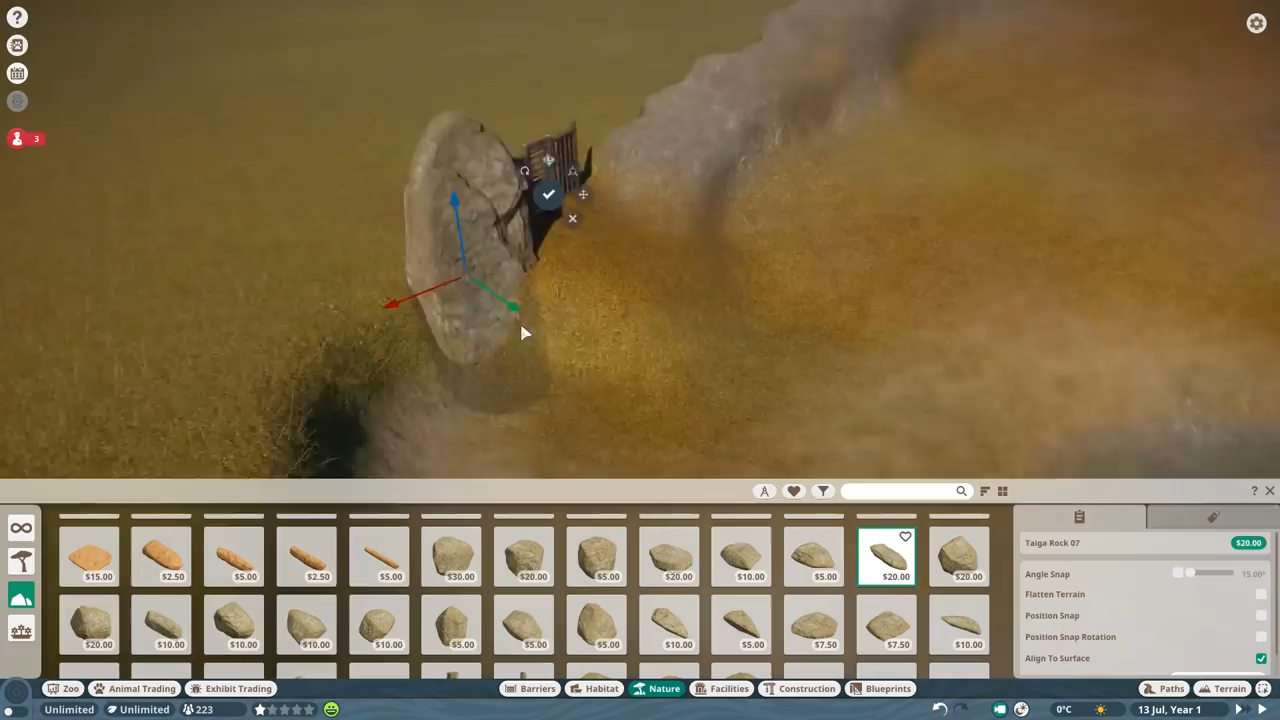 ?
3
?
$15.00 $2.50 $5.00 $2.50 $5.00 $30.00 $20.00 $5.00 $20.00 $10.00 $5.00 $20.00 $20.00
$20.00 $10.00 $10.00 $10.00 $10.00 $5.00 $5.00 $5.00 $10.00 $5.00 $7.50 $7.50 $10.00
Taiga Rock 07 $20.00
Angle Snap 15.00°
Flatten Terrain
Position Snap
Position Snap Rotation
Align To Surface
Zoo Animal Trading Exhibit Trading Barriers Habitat Nature Facilities Construction Blueprints Paths Terrain
Unlimited Unlimited 223 0°C 13 Jul, Year 1